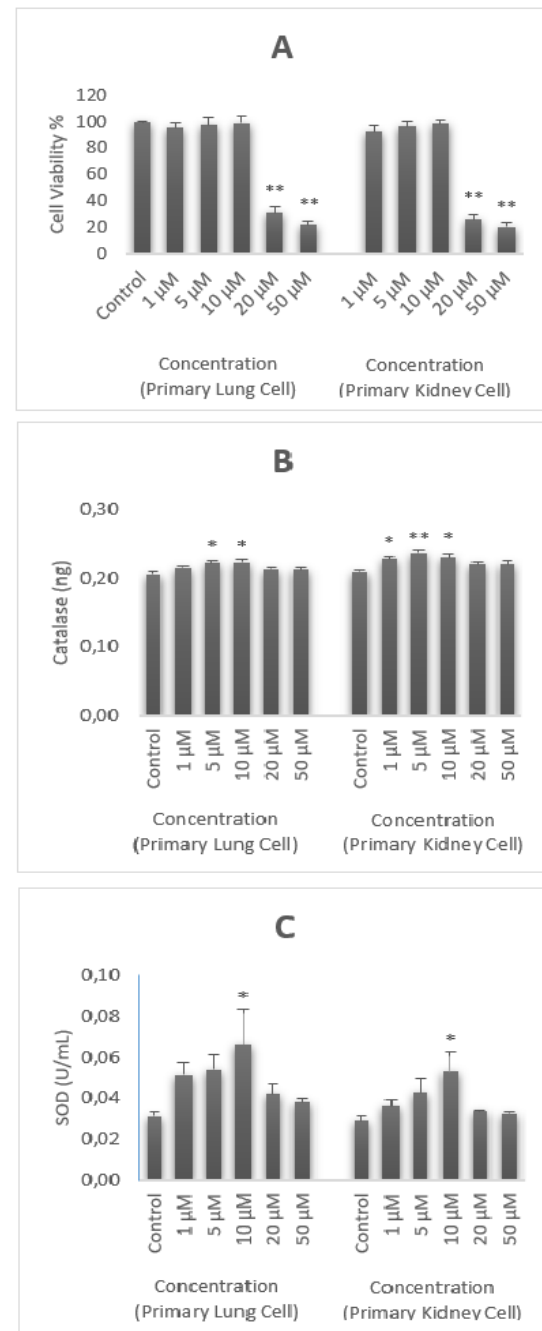 A
120
100
80
60
40
20
0
Cell Viability %
** ** ** **
Control 1 µM 5 µM 10 µM 20 µM 50 µM 1 µM 5 µM 10 µM 20 µM 50 µM
Concentration Concentration
(Primary Lung Cell) (Primary Kidney Cell)
B
0,30
0,20
0,10
0,00
Catalase (ng)
* * * ** *
Control 1 µM 5 µM 10 µM 20 µM 50 µM Control 1 µM 5 µM 10 µM 20 µM 50 µM
Concentration Concentration
(Primary Lung Cell) (Primary Kidney Cell)
C
0,10
0,08
0,06
0,04
0,02
0,00
SOD (U/mL)
* *
Control 1 µM 5 µM 10 µM 20 µM 50 µM Control 1 µM 5 µM 10 µM 20 µM 50 µM
Concentration Concentration
(Primary Lung Cell) (Primary Kidney Cell)